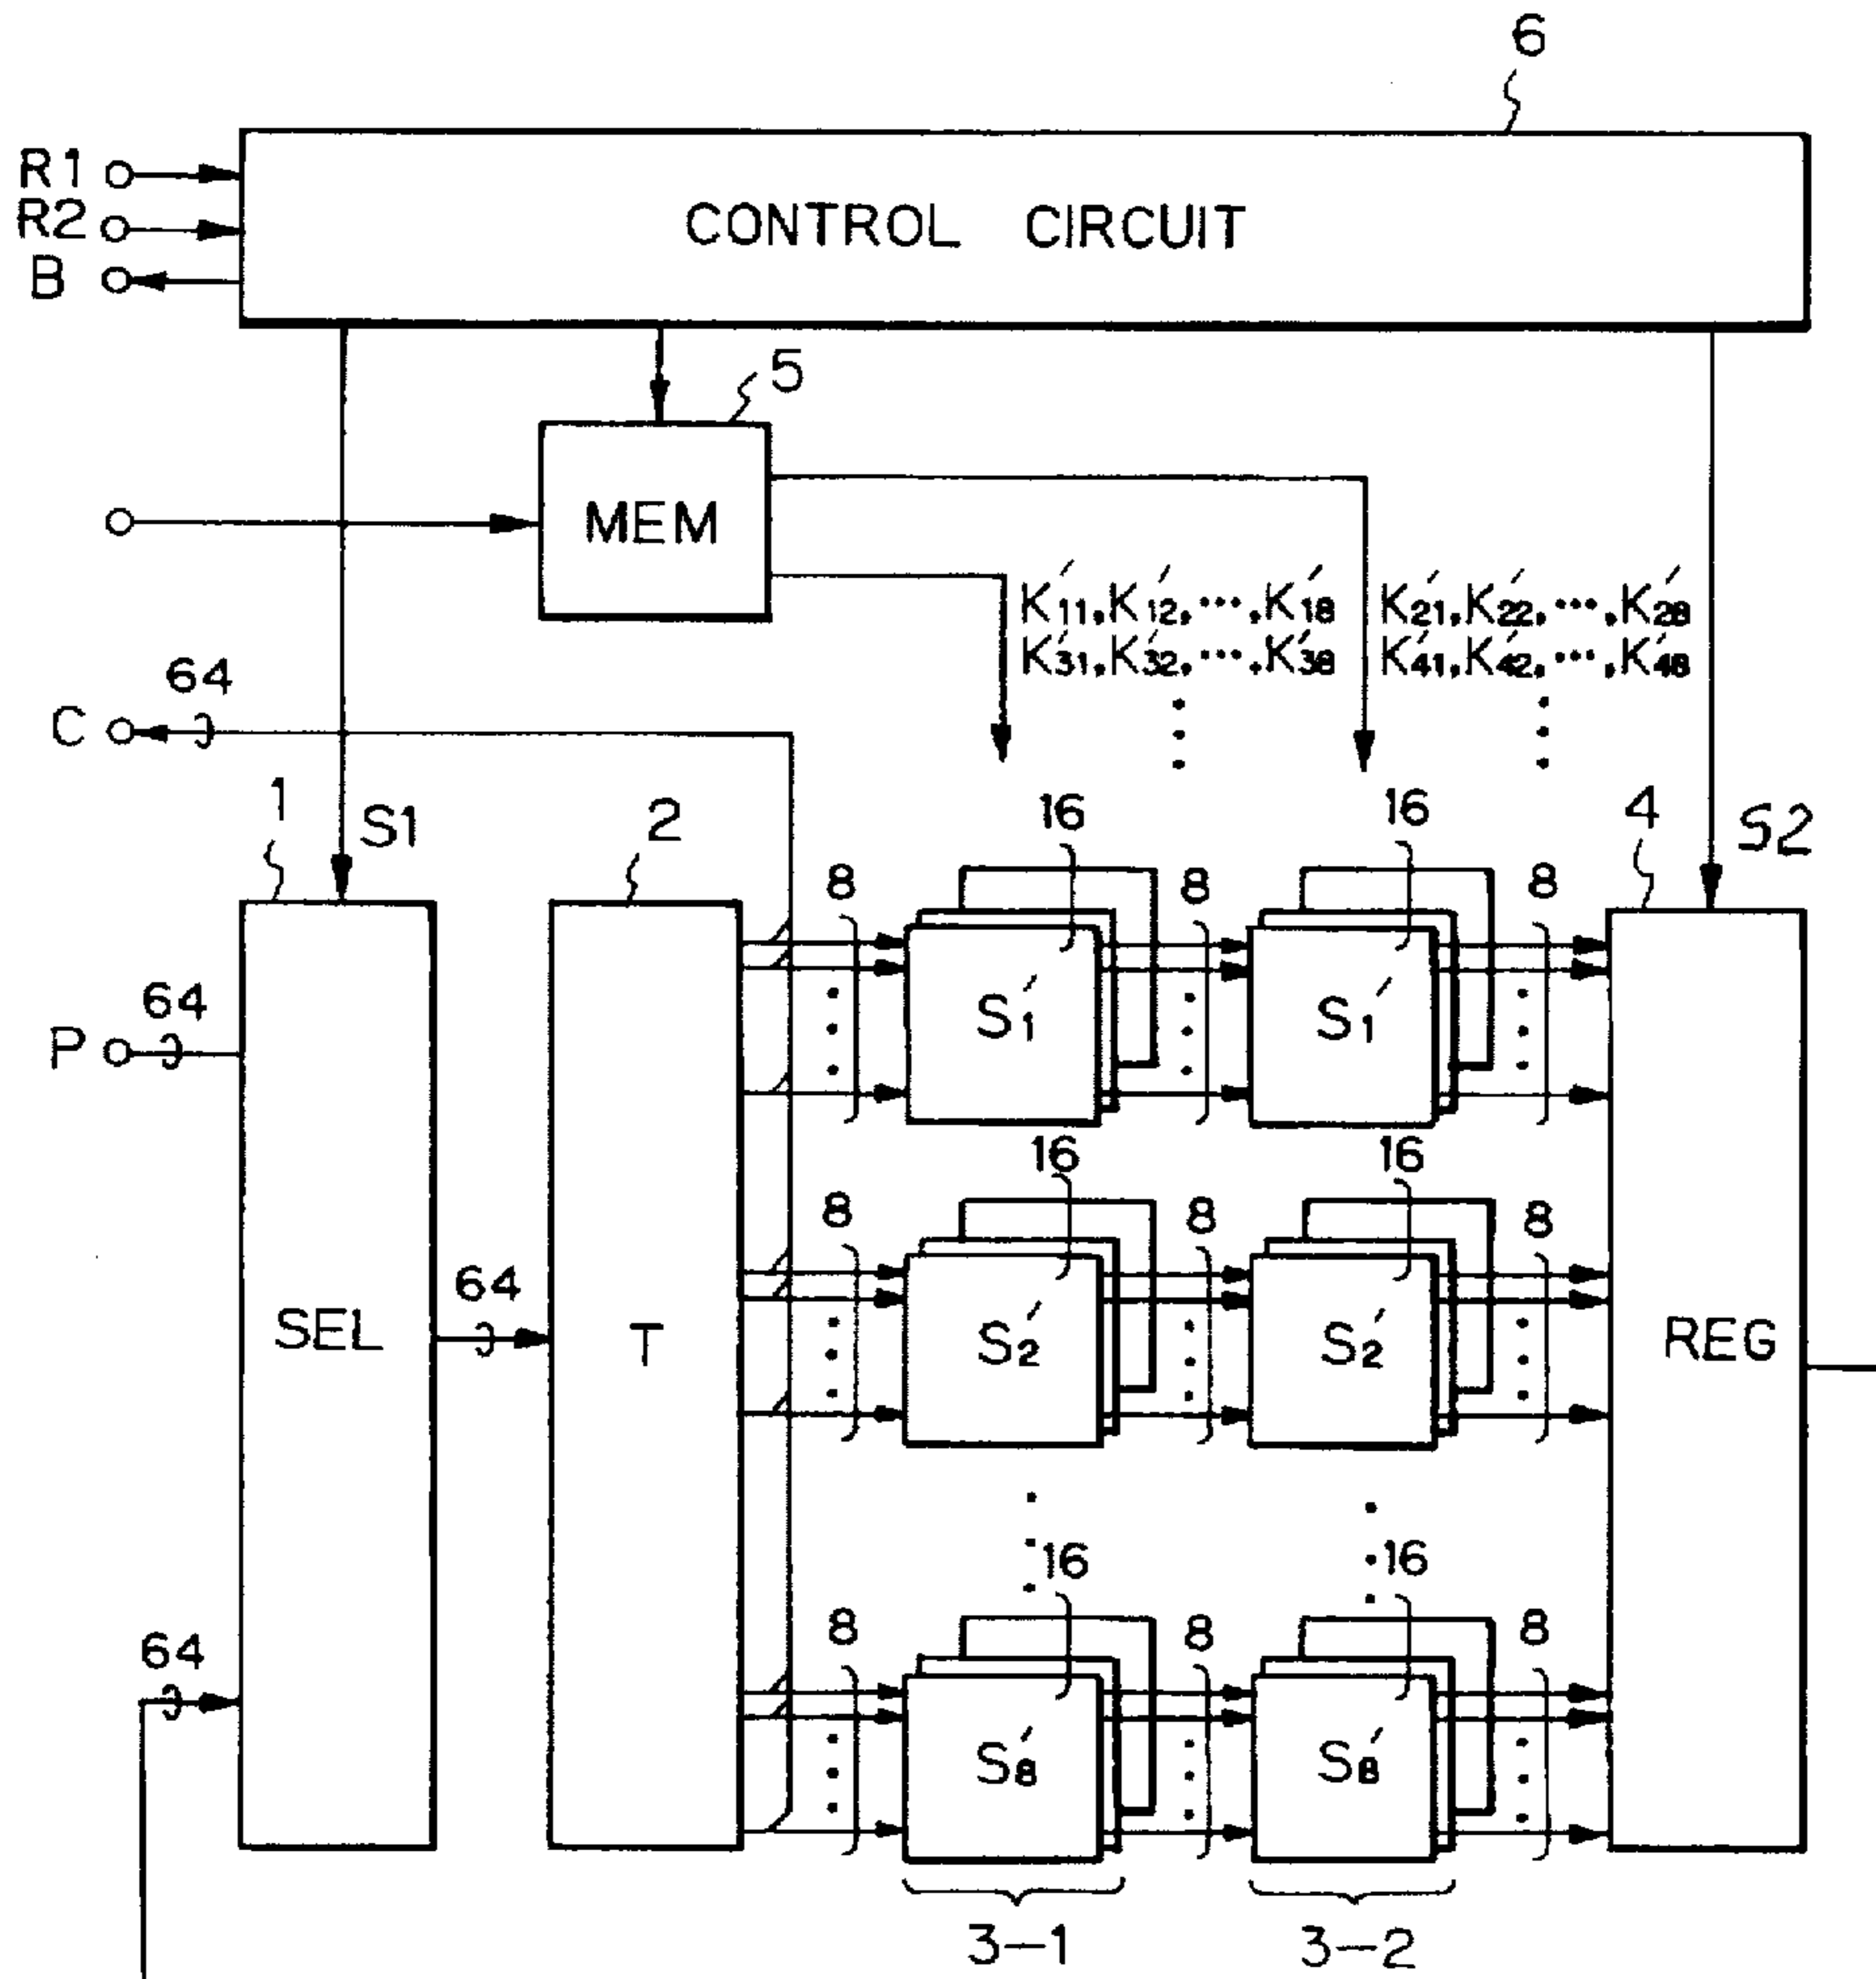 6
R1
R2
B
CONTROL CIRCUIT
5
MEM
K'11, K'12, ..., K'18 K'21, K'22, ..., K'28
K'31, K'32, ..., K'38 K'41, K'42, ..., K'48
64
C
1
S1
2
16
16
4
S2
8
8
8
64
P
S'1
S'1
16
16
8
8
8
64
SEL
T
S'2
S'2
REG
16
16
64
8
8
8
S'8
S'8
3-1
3-2